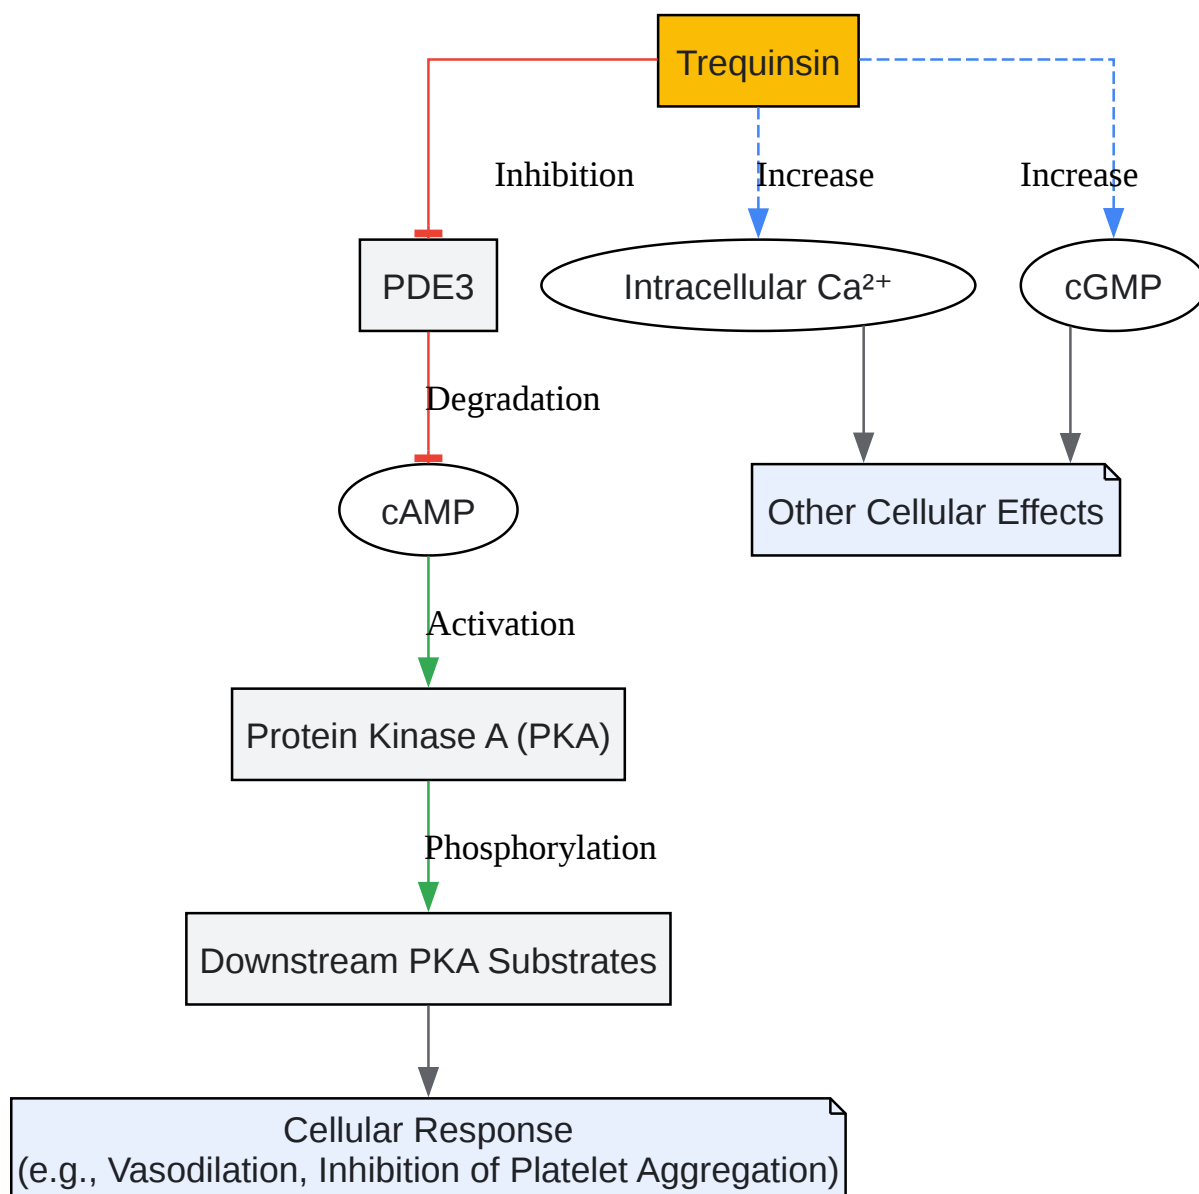 Trequinsin
Inhibition
Increase
Increase
PDE3
Intracellular Ca²⁺
cGMP
Degradation
cAMP
Other Cellular Effects
Activation
Protein Kinase A (PKA)
Phosphorylation
Downstream PKA Substrates
Cellular Response
(e.g., Vasodilation, Inhibition of Platelet Aggregation)